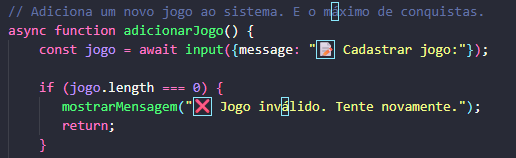 // Adiciona um novo jogo ao sistema. E o máximo de conquistas.
async function adicionarJogo() {
    const jogo = await input({message: "📝 Cadastrar jogo:"});

    if (jogo.length === 0) {
        mostrarMensagem("❌ Jogo inválido. Tente novamente.");
        return;
    }